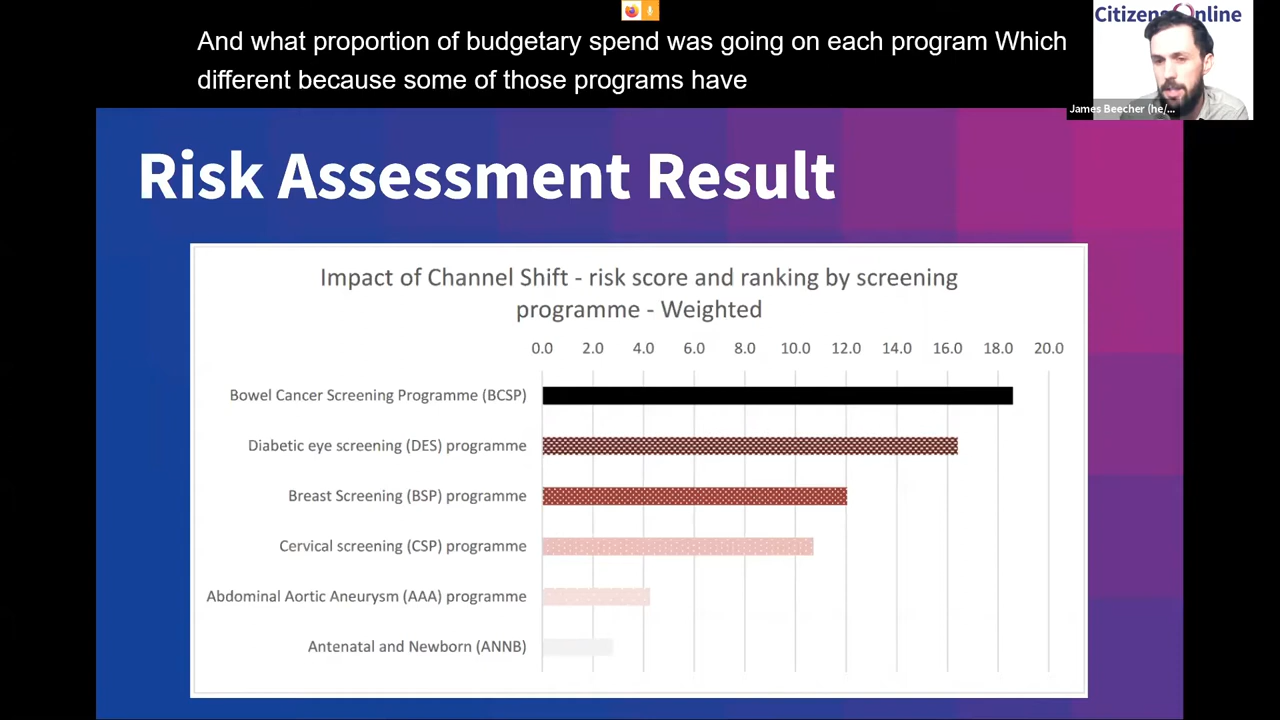 And what proportion of budgetary spend was going on each program Which
different because some of those programs have
Citizens Online
James Beecher (he/...
Risk Assessment Result
Impact of Channel Shift - risk score and ranking by screening
programme - Weighted
0.0 2.0 4.0 6.0 8.0 10.0 12.0 14.0 16.0 18.0 20.0
Bowel Cancer Screening Programme (BCSP)
Diabetic eye screening (DES) programme
Breast Screening (BSP) programme
Cervical screening (CSP) programme
Abdominal Aortic Aneurysm (AAA) programme
Antenatal and Newborn (ANNB)